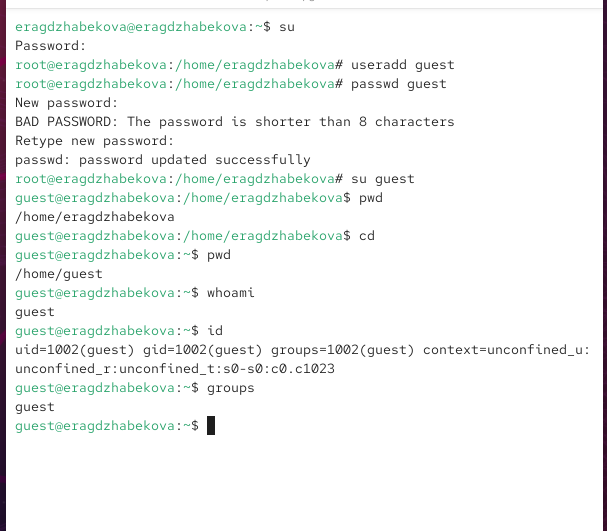 eragdzhabekova@eragdzhabekova:~$ su
Password:
root@eragdzhabekova:/home/eragdzhabekova# useradd guest
root@eragdzhabekova:/home/eragdzhabekova# passwd guest
New password:
BAD PASSWORD: The password is shorter than 8 characters
Retype new password:
passwd: password updated successfully
root@eragdzhabekova:/home/eragdzhabekova# su guest
guest@eragdzhabekova:/home/eragdzhabekova$ pwd
/home/eragdzhabekova
guest@eragdzhabekova:/home/eragdzhabekova$ cd
guest@eragdzhabekova:~$ pwd
/home/guest
guest@eragdzhabekova:~$ whoami
guest
guest@eragdzhabekova:~$ id
uid=1002(guest) gid=1002(guest) groups=1002(guest) context=unconfined_u:
unconfined_r:unconfined_t:s0-s0:c0.c1023
guest@eragdzhabekova:~$ groups
guest
guest@eragdzhabekova:~$